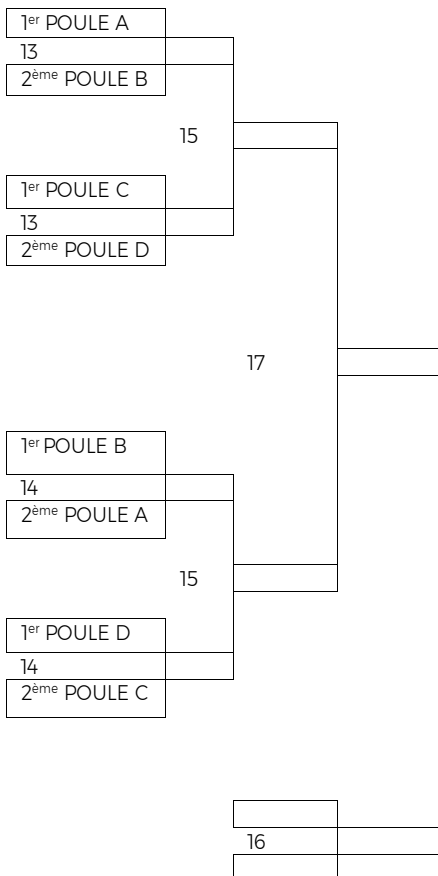 1er POULE A
13
2ème POULE B
15
1er POULE C
13
2ème POULE D
17
1er POULE B
14
2ème POULE A
15
1er POULE D
14
2ème POULE C
16